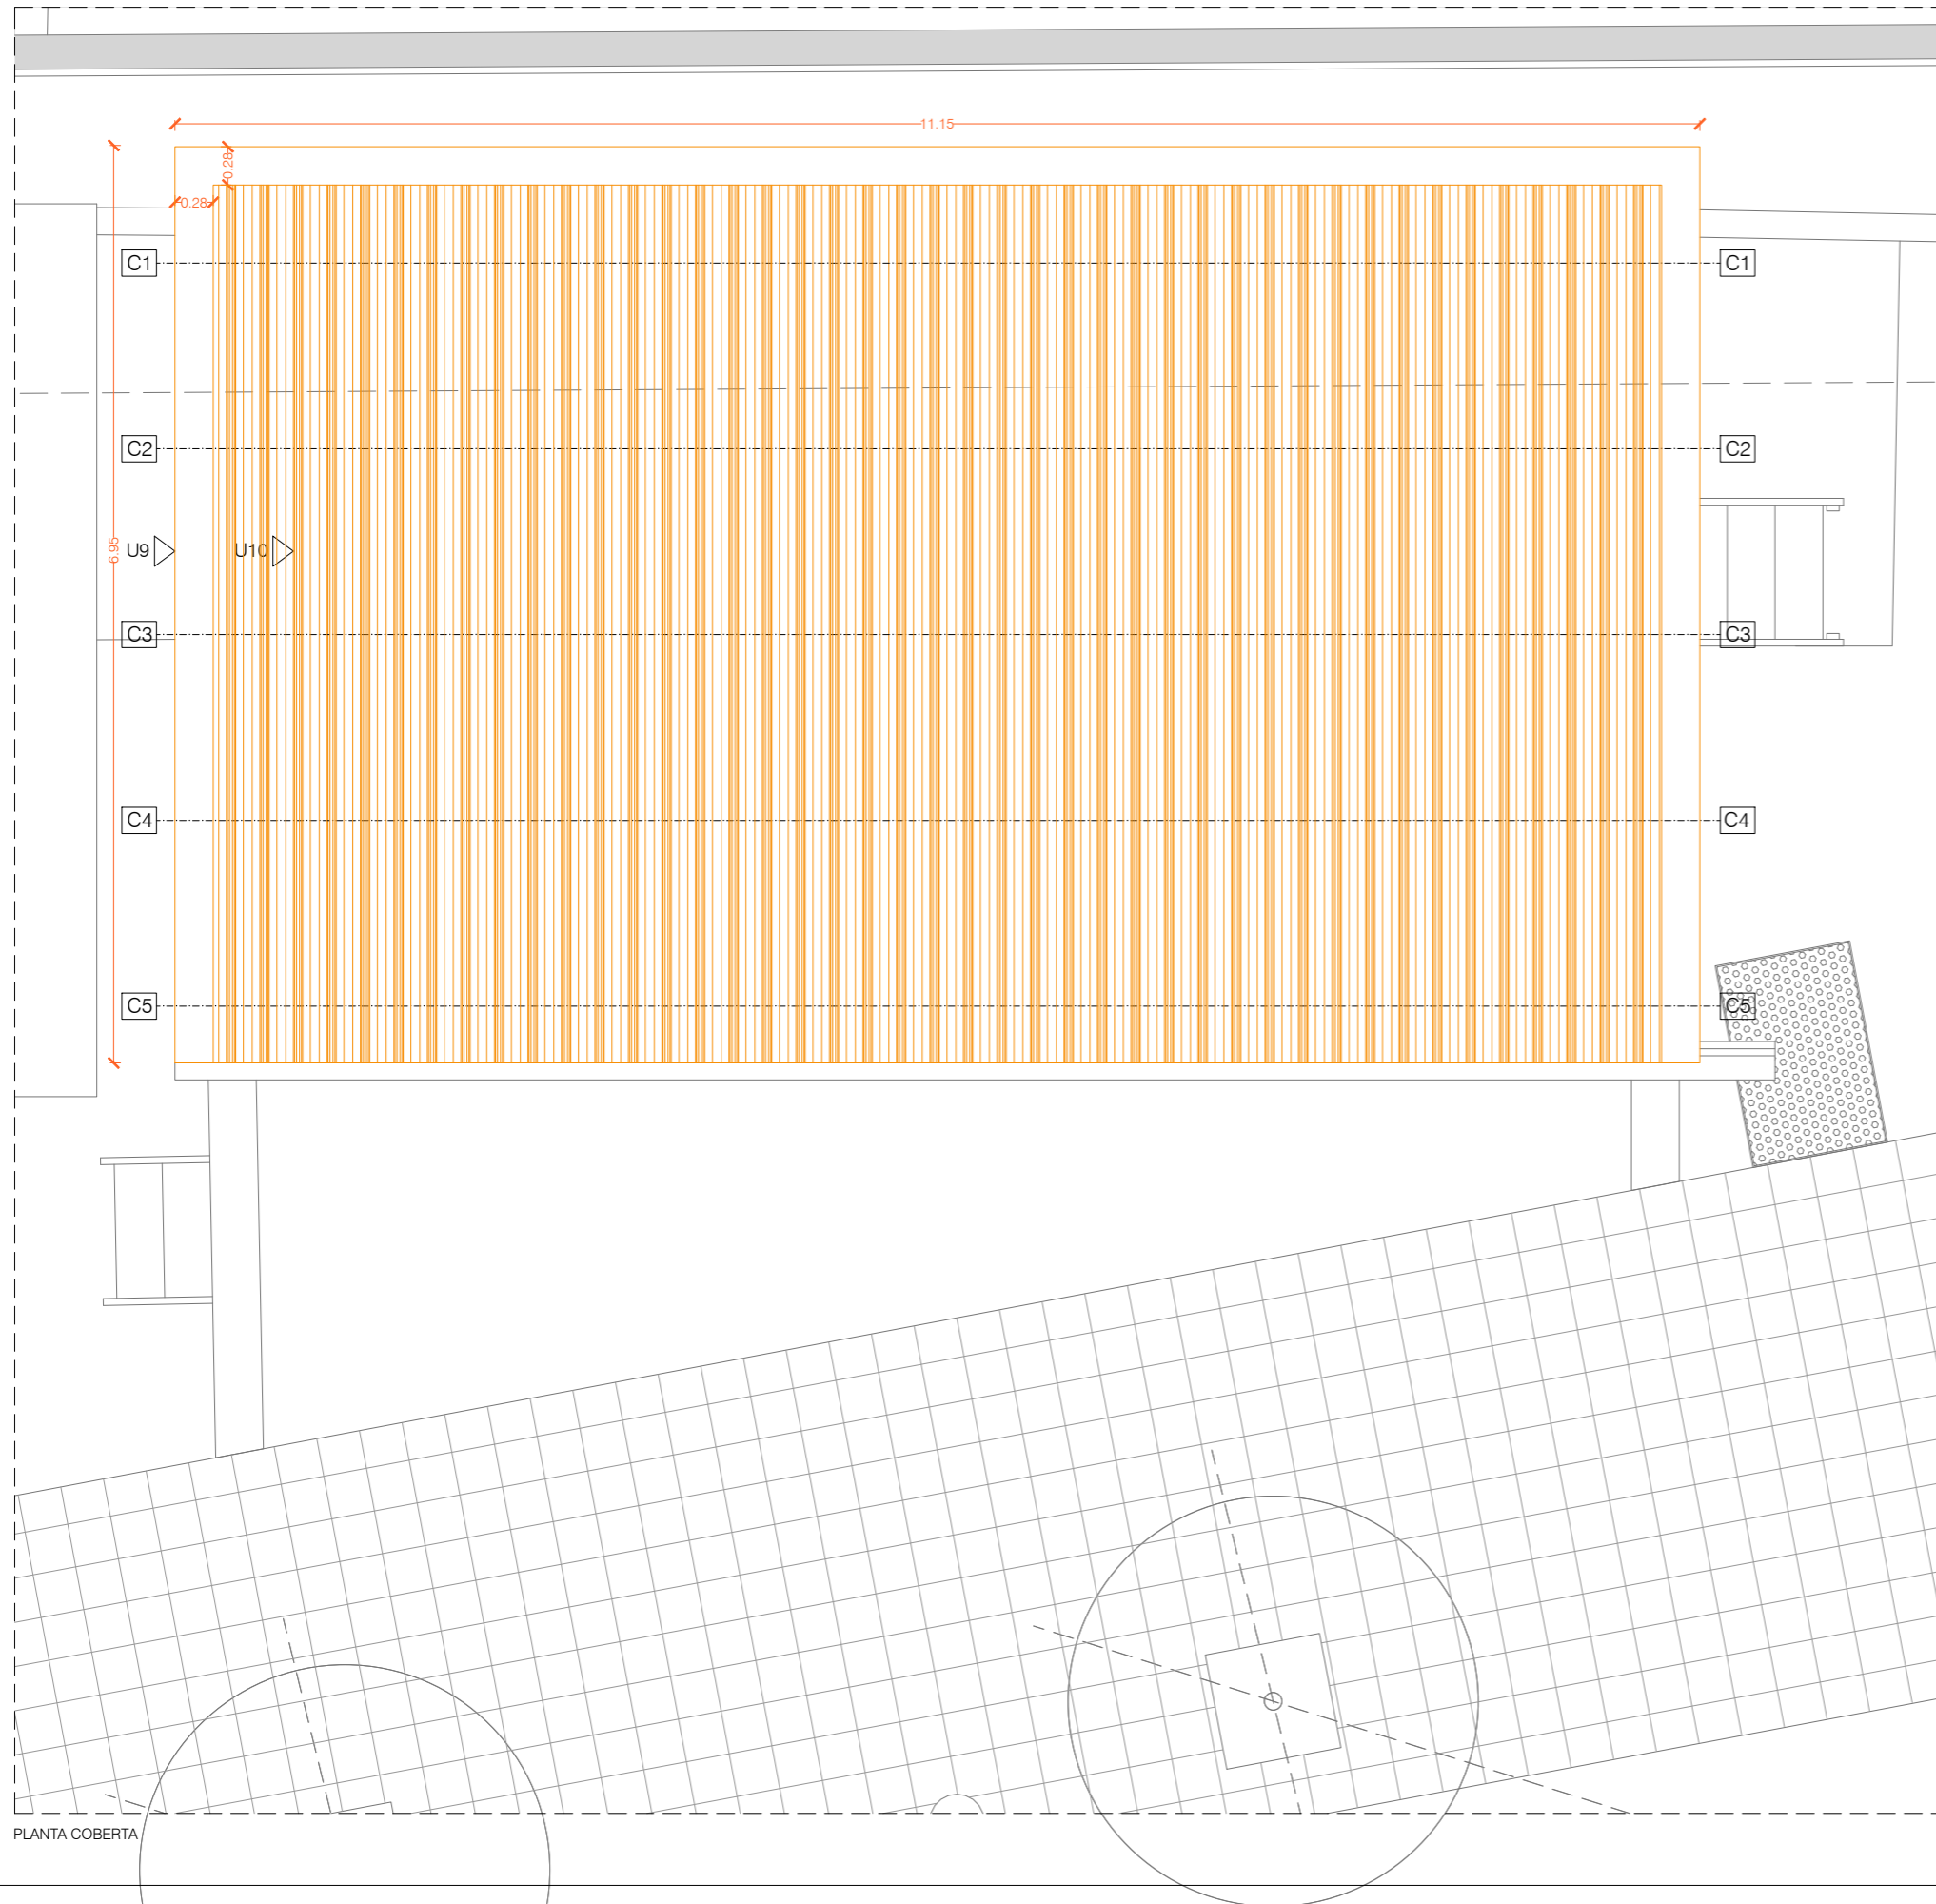 11.15
0.28
0.28
C1 C1
C2 C2
6.95
U9 U10
C3 C3
C4 C4
C5 C5
PLANTA COBERTA